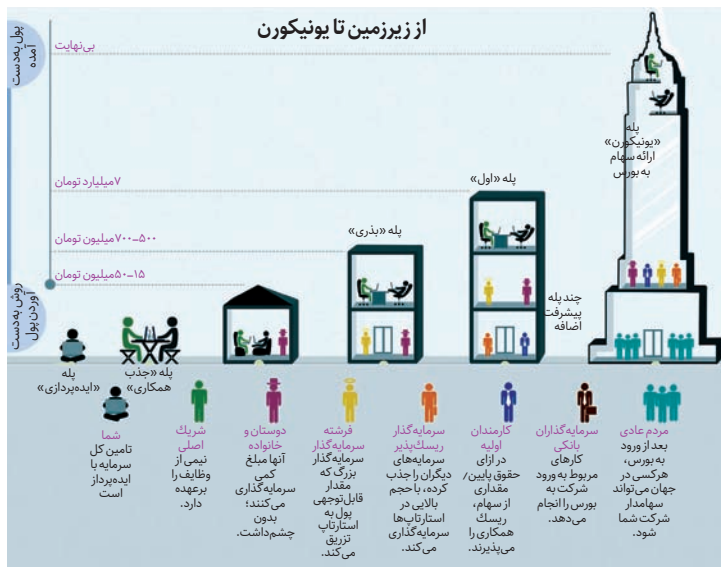 از زیرزمین تا یونیکورن
پول به‌دست
آمده
بی‌نهایت
۷میلیارد تومان
۵۰۰-۷۰۰میلیون تومان
۱۵-۵۰میلیون تومان
روش به‌دست
آوردن پول
پله
«ایده‌پردازی»
پله «جذب
همکاری»
پله «بذری»
پله «اول»
چند پله
پیشرفت
اضافه
پله
«یونیکورن»
ارائه سهام
به بورس
شما
تامین کل
سرمایه با
ایده‌پرداز
است
شریك
اصلی
نیمی از
وظایف را
برعهده
دارد.
دوستان و
خانواده
آنها مبلغ
کمی
سرمایه‌گذاری
می‌کنند؛
بدون
چشم‌داشت.
فرشته
سرمایه‌گذار
سرمایه‌گذار
بزرگ که
مقدار
قابل‌توجهی
پول به
استارتاپ
تزریق
می‌کند.
سرمایه‌گذار
ریسك‌پذیر
سرمایه‌های
دیگران را جذب
کرده، با حجم
بالایی در
استارتاپ‌ها
سرمایه‌گذاری
می‌کند.
کارمندان
اولیه
در ازای
حقوق پایین/
مقداری
از سهام،
ریسك
همکاری را
می‌پذیرند.
سرمایه‌گذاران
بانکی
کارهای
مربوط به ورود
شرکت به
بورس را انجام
می‌دهد.
مردم عادی
بعد از ورود
به بورس،
هرکسی در
جهان می‌تواند
سهامدار
شرکت شما
شود.